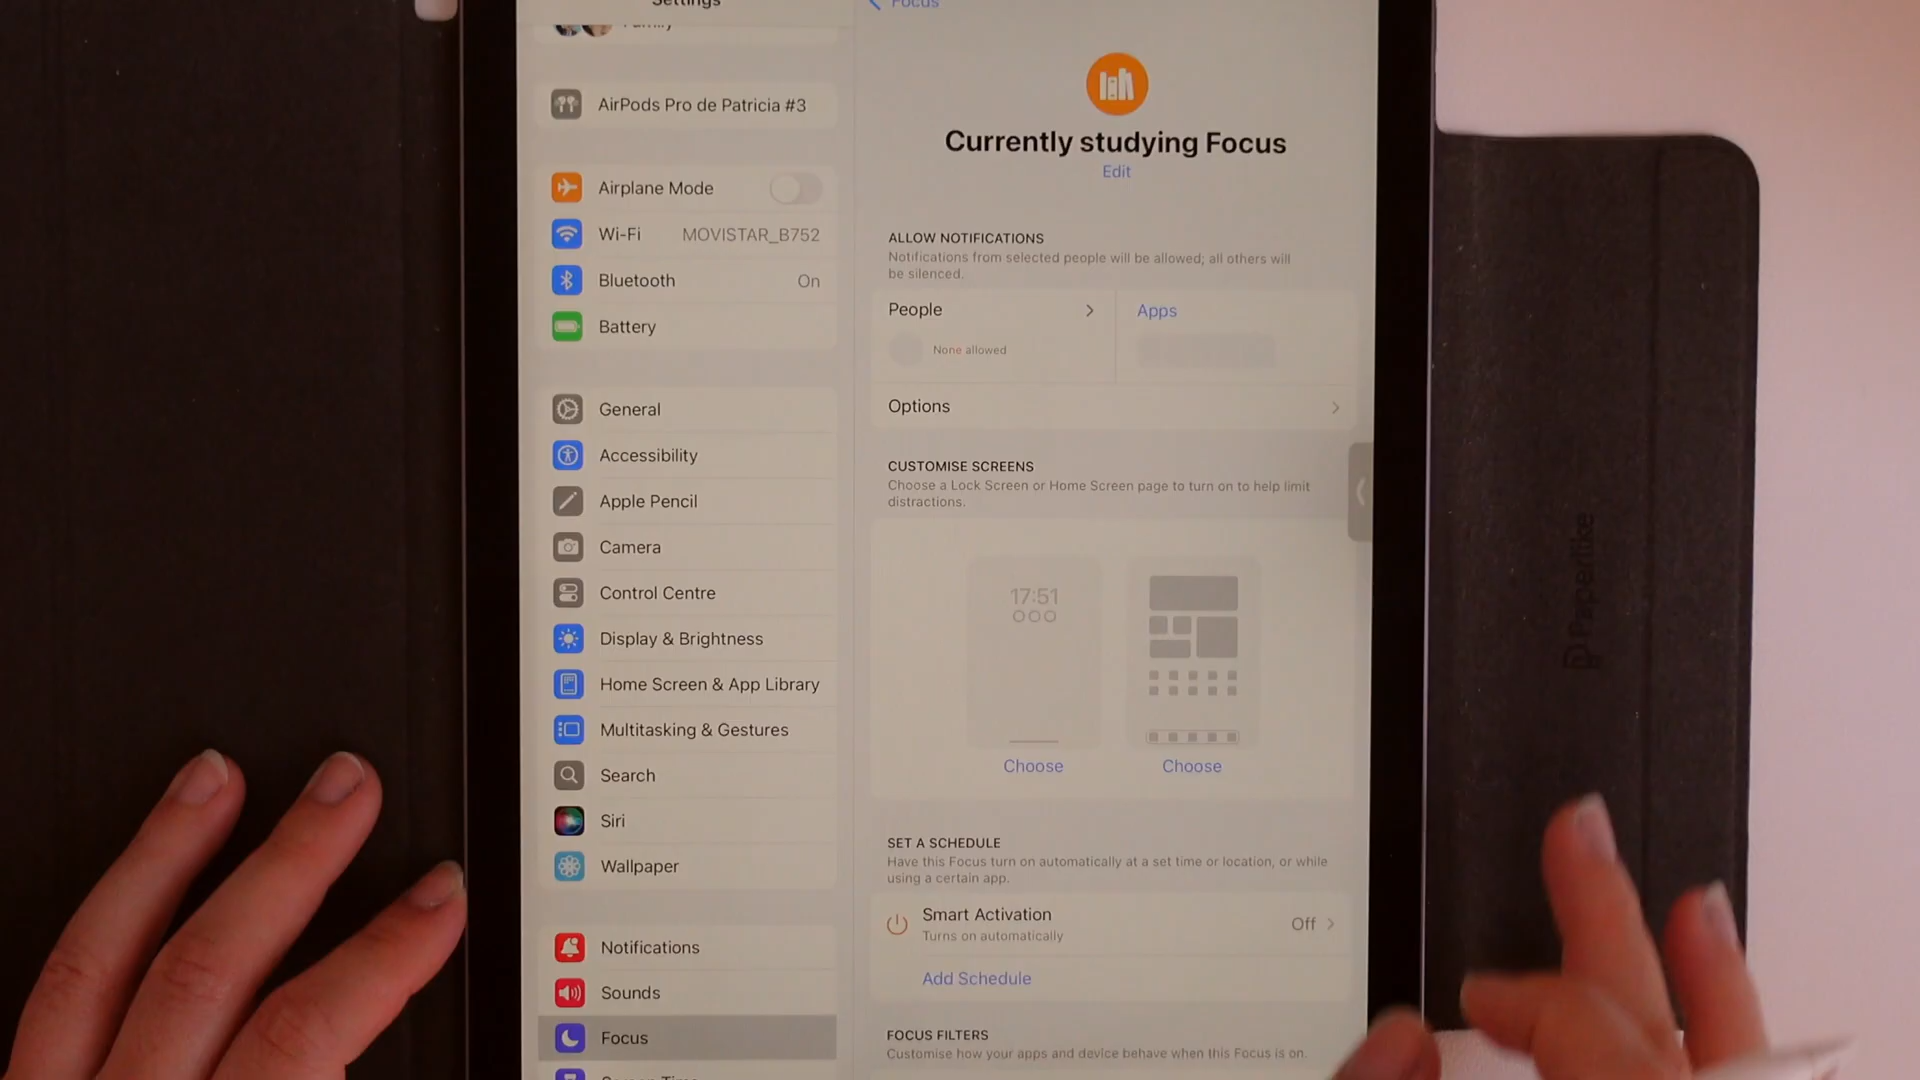 Settings
Family
AirPods Pro de Patricia #3
Airplane Mode
Wi-Fi MOVISTAR_B752
Bluetooth On
Battery
General
Accessibility
Apple Pencil
Camera
Control Centre
Display & Brightness
Home Screen & App Library
Multitasking & Gestures
Search
Siri
Wallpaper
Notifications
Sounds
Focus
Screen Time
Focus
Currently studying Focus
Edit
ALLOW NOTIFICATIONS
Notifications from selected people will be allowed; all others will
be silenced.
People
None allowed
Apps
Options
CUSTOMISE SCREENS
Choose a Lock Screen or Home Screen page to turn on to help limit
distractions.
17:51
Choose
Choose
SET A SCHEDULE
Have this Focus turn on automatically at a set time or location, or while
using a certain app.
Smart Activation
Turns on automatically
Off
Add Schedule
FOCUS FILTERS
Customise how your apps and device behave when this Focus is on.
Paperlike